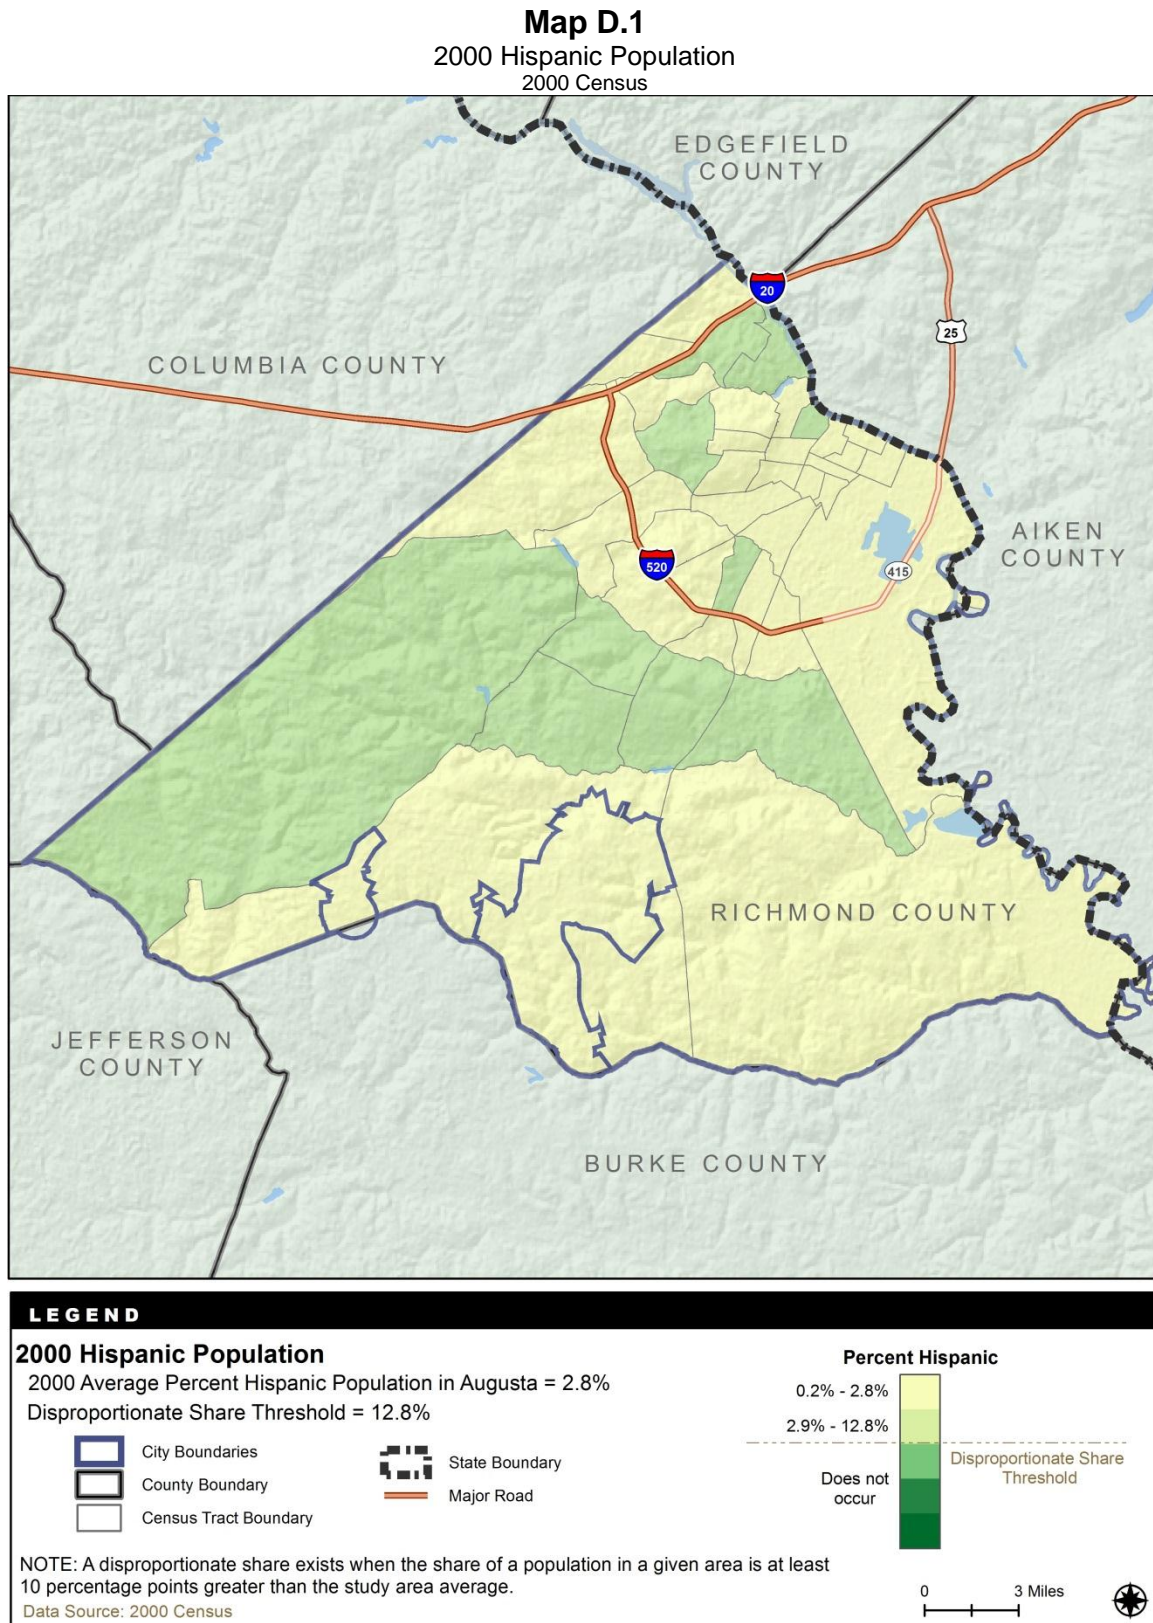 Map D.1
2000 Hispanic Population
2000 Census
EDGEFIELD
COUNTY
20
25
COLUMBIA COUNTY
AIKEN
COUNTY
520
415
RICHMOND COUNTY
JEFFERSON
COUNTY
BURKE COUNTY
LEGEND
2000 Hispanic Population
2000 Average Percent Hispanic Population in Augusta = 2.8%
Disproportionate Share Threshold = 12.8%
City Boundaries
County Boundary
Census Tract Boundary
State Boundary
Major Road
Percent Hispanic
0.2% - 2.8%
2.9% - 12.8%
Disproportionate Share
Threshold
Does not
occur
NOTE: A disproportionate share exists when the share of a population in a given area is at least
10 percentage points greater than the study area average.
Data Source: 2000 Census
0 3 Miles